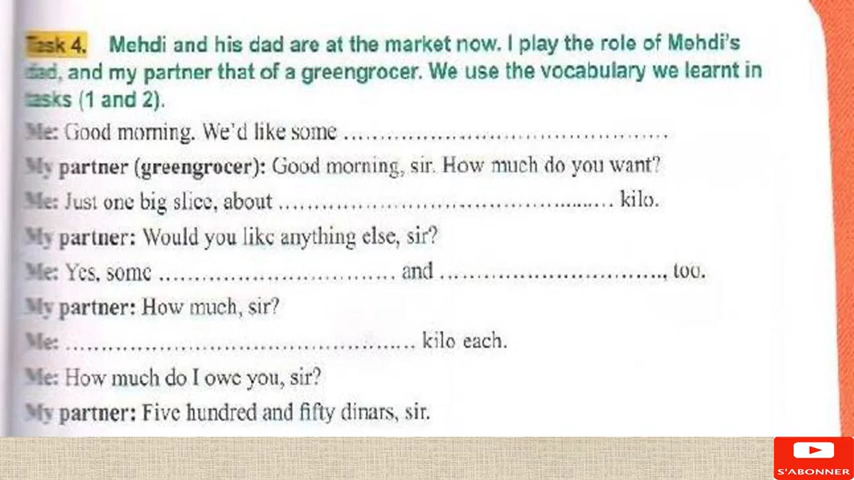 Task 4. Mehdi and his dad are at the market now. I play the role of Mehdi's
dad, and my partner that of a greengrocer. We use the vocabulary we learnt in
tasks (1 and 2).
Me: Good morning. We'd like some ................................................
My partner (greengrocer): Good morning, sir. How much do you want?
Me: Just one big slice, about ................................................ kilo.
My partner: Would you like anything else, sir?
Me: Yes, some .................................. and ................................, too.
My partner: How much, sir?
Me: .................................................. kilo each.
Me: How much do I owe you, sir?
My partner: Five hundred and fifty dinars, sir.
S'ABONNER